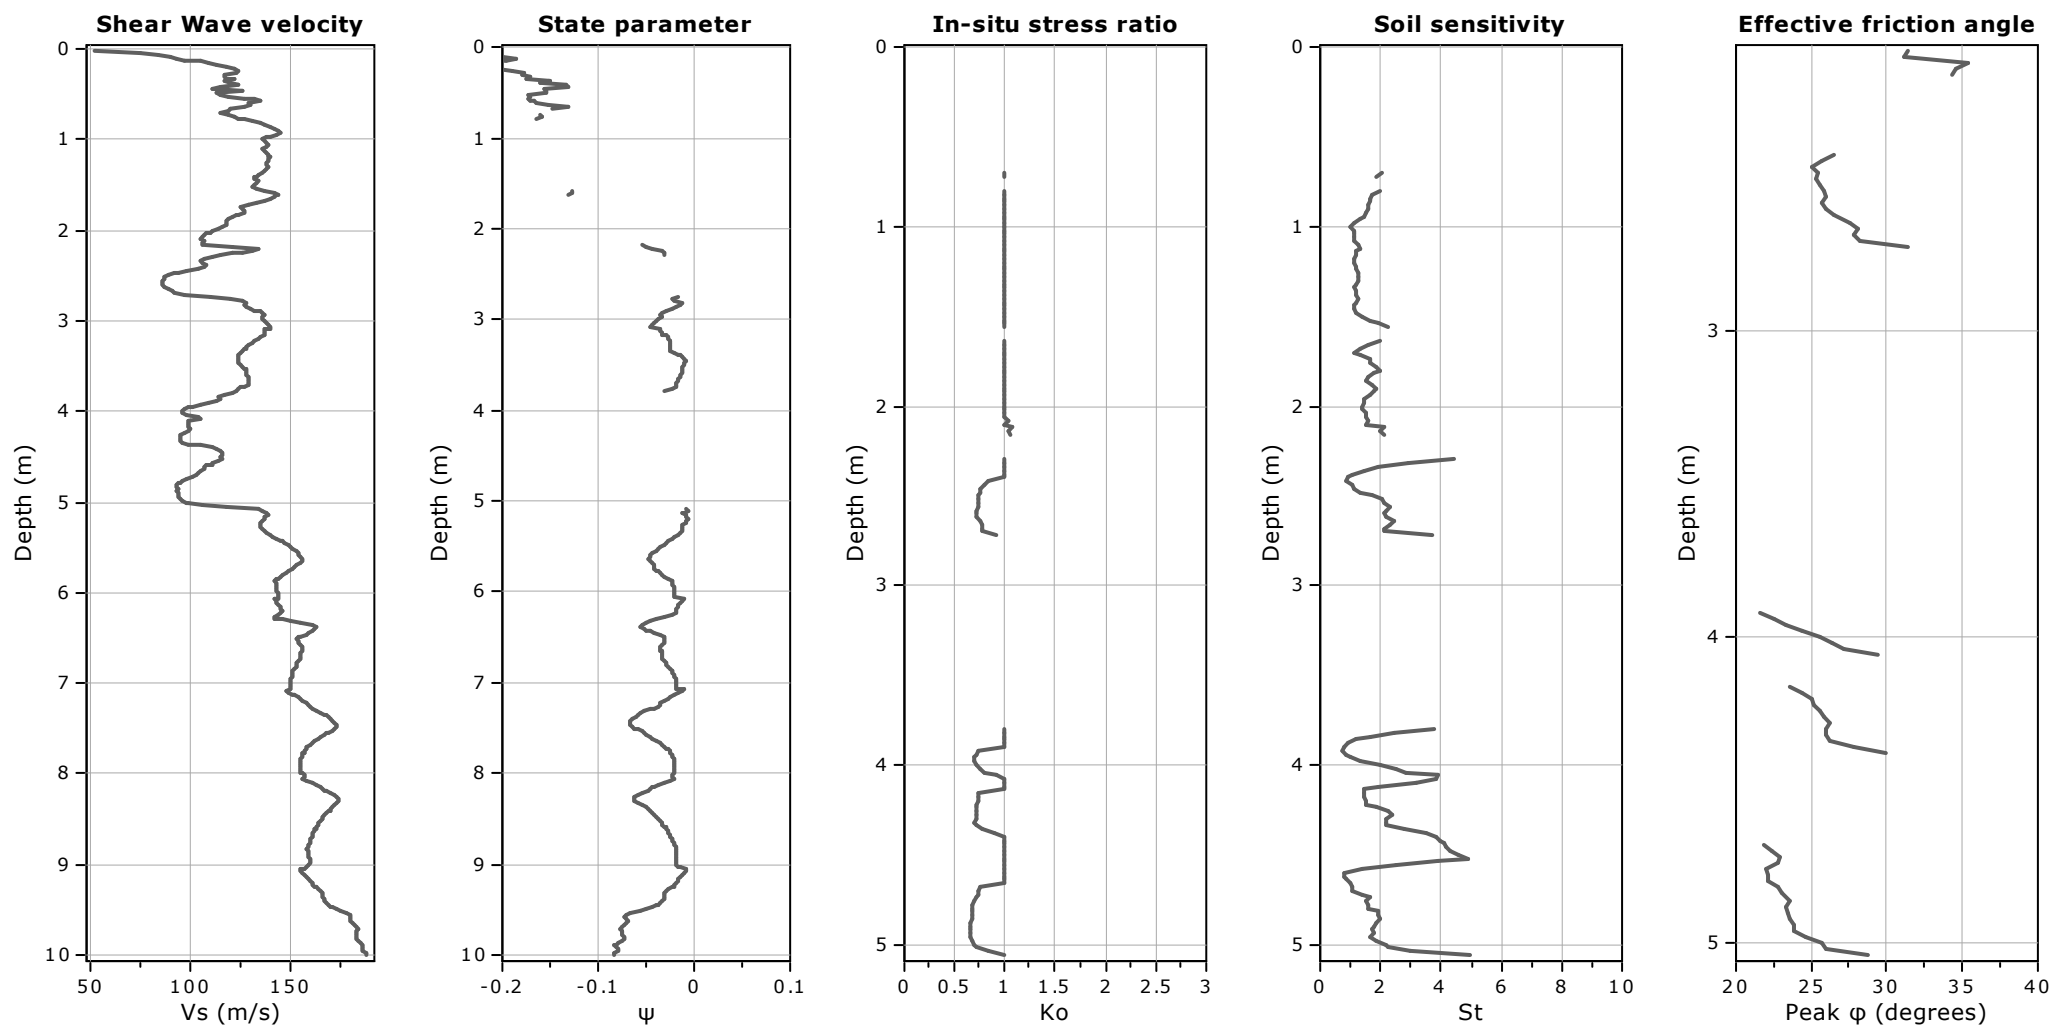 Shear Wave velocity
0
1
2
3
4
5
6
7
8
9
10
Depth (m)
50 100 150
Vs (m/s)
State parameter
0
1
2
3
4
5
6
7
8
9
10
Depth (m)
-0.2 -0.1 0 0.1
ψ
In-situ stress ratio
0
1
2
3
4
5
Depth (m)
0 0.5 1 1.5 2 2.5 3
Ko
Soil sensitivity
0
1
2
3
4
5
Depth (m)
0 2 4 6 8 10
St
Effective friction angle
3
4
5
Depth (m)
20 25 30 35 40
Peak φ (degrees)